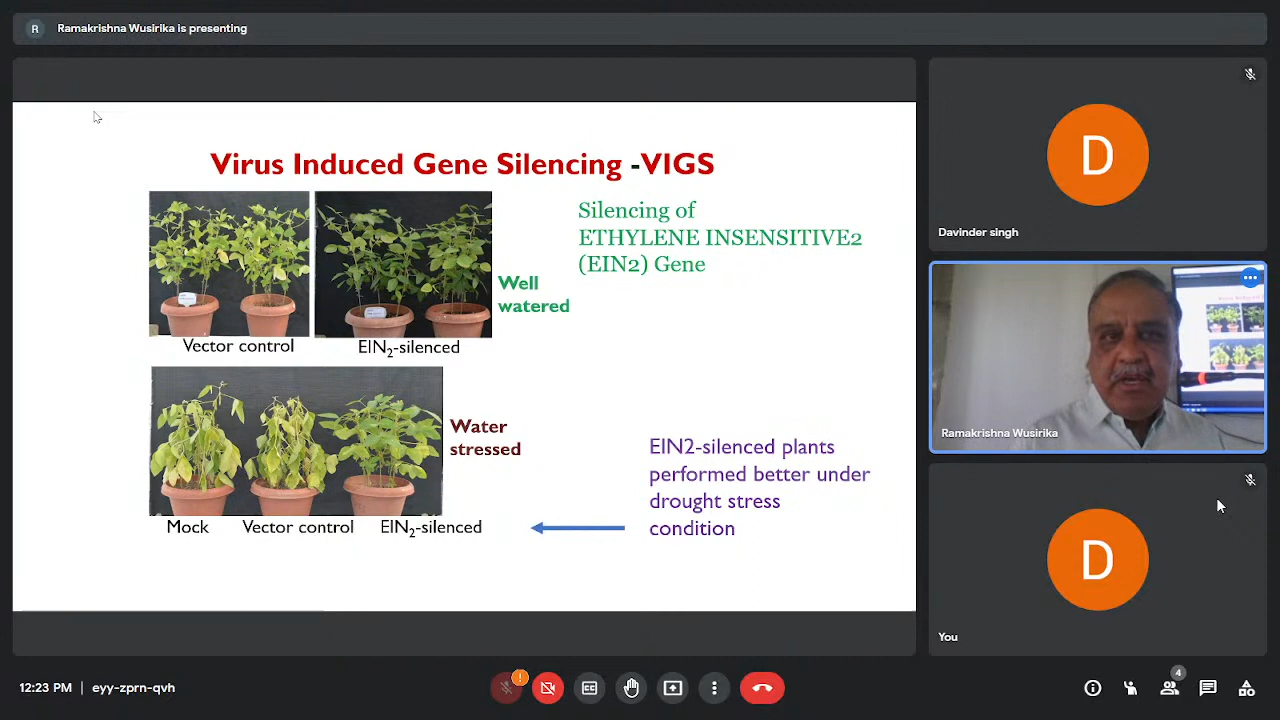 R
Ramakrishna Wusirika is presenting
Virus Induced Gene Silencing -VIGS
Silencing of
ETHYLENE INSENSITIVE2
(EIN2) Gene
Well
watered
Vector control
EIN2-silenced
Water
stressed
EIN2-silenced plants
performed better under
drought stress
condition
Mock
Vector control
EIN2-silenced
D
Davinder singh
Ramakrishna Wusirika
D
You
12:23 PM
eyy-zprn-qvh
!
CC
4